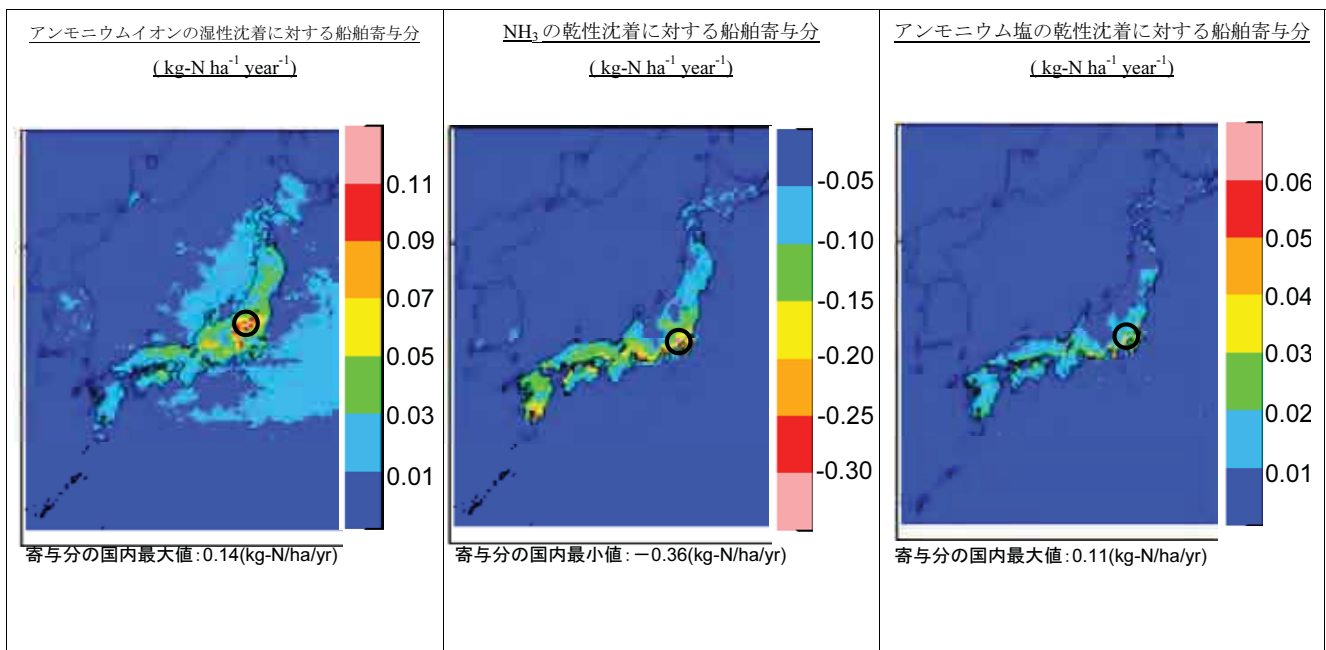 アンモニウムイオンの湿性沈着に対する船舶寄与分
( kg-N ha⁻¹ year⁻¹)
0.11
0.09
0.07
0.05
0.03
0.01
寄与分の国内最大値:0.14(kg-N/ha/yr)
NH₃の乾性沈着に対する船舶寄与分
( kg-N ha⁻¹ year⁻¹)
-0.05
-0.10
-0.15
-0.20
-0.25
-0.30
寄与分の国内最小値:-0.36(kg-N/ha/yr)
アンモニウム塩の乾性沈着に対する船舶寄与分
( kg-N ha⁻¹ year⁻¹)
0.06
0.05
0.04
0.03
0.02
0.01
寄与分の国内最大値:0.11(kg-N/ha/yr)